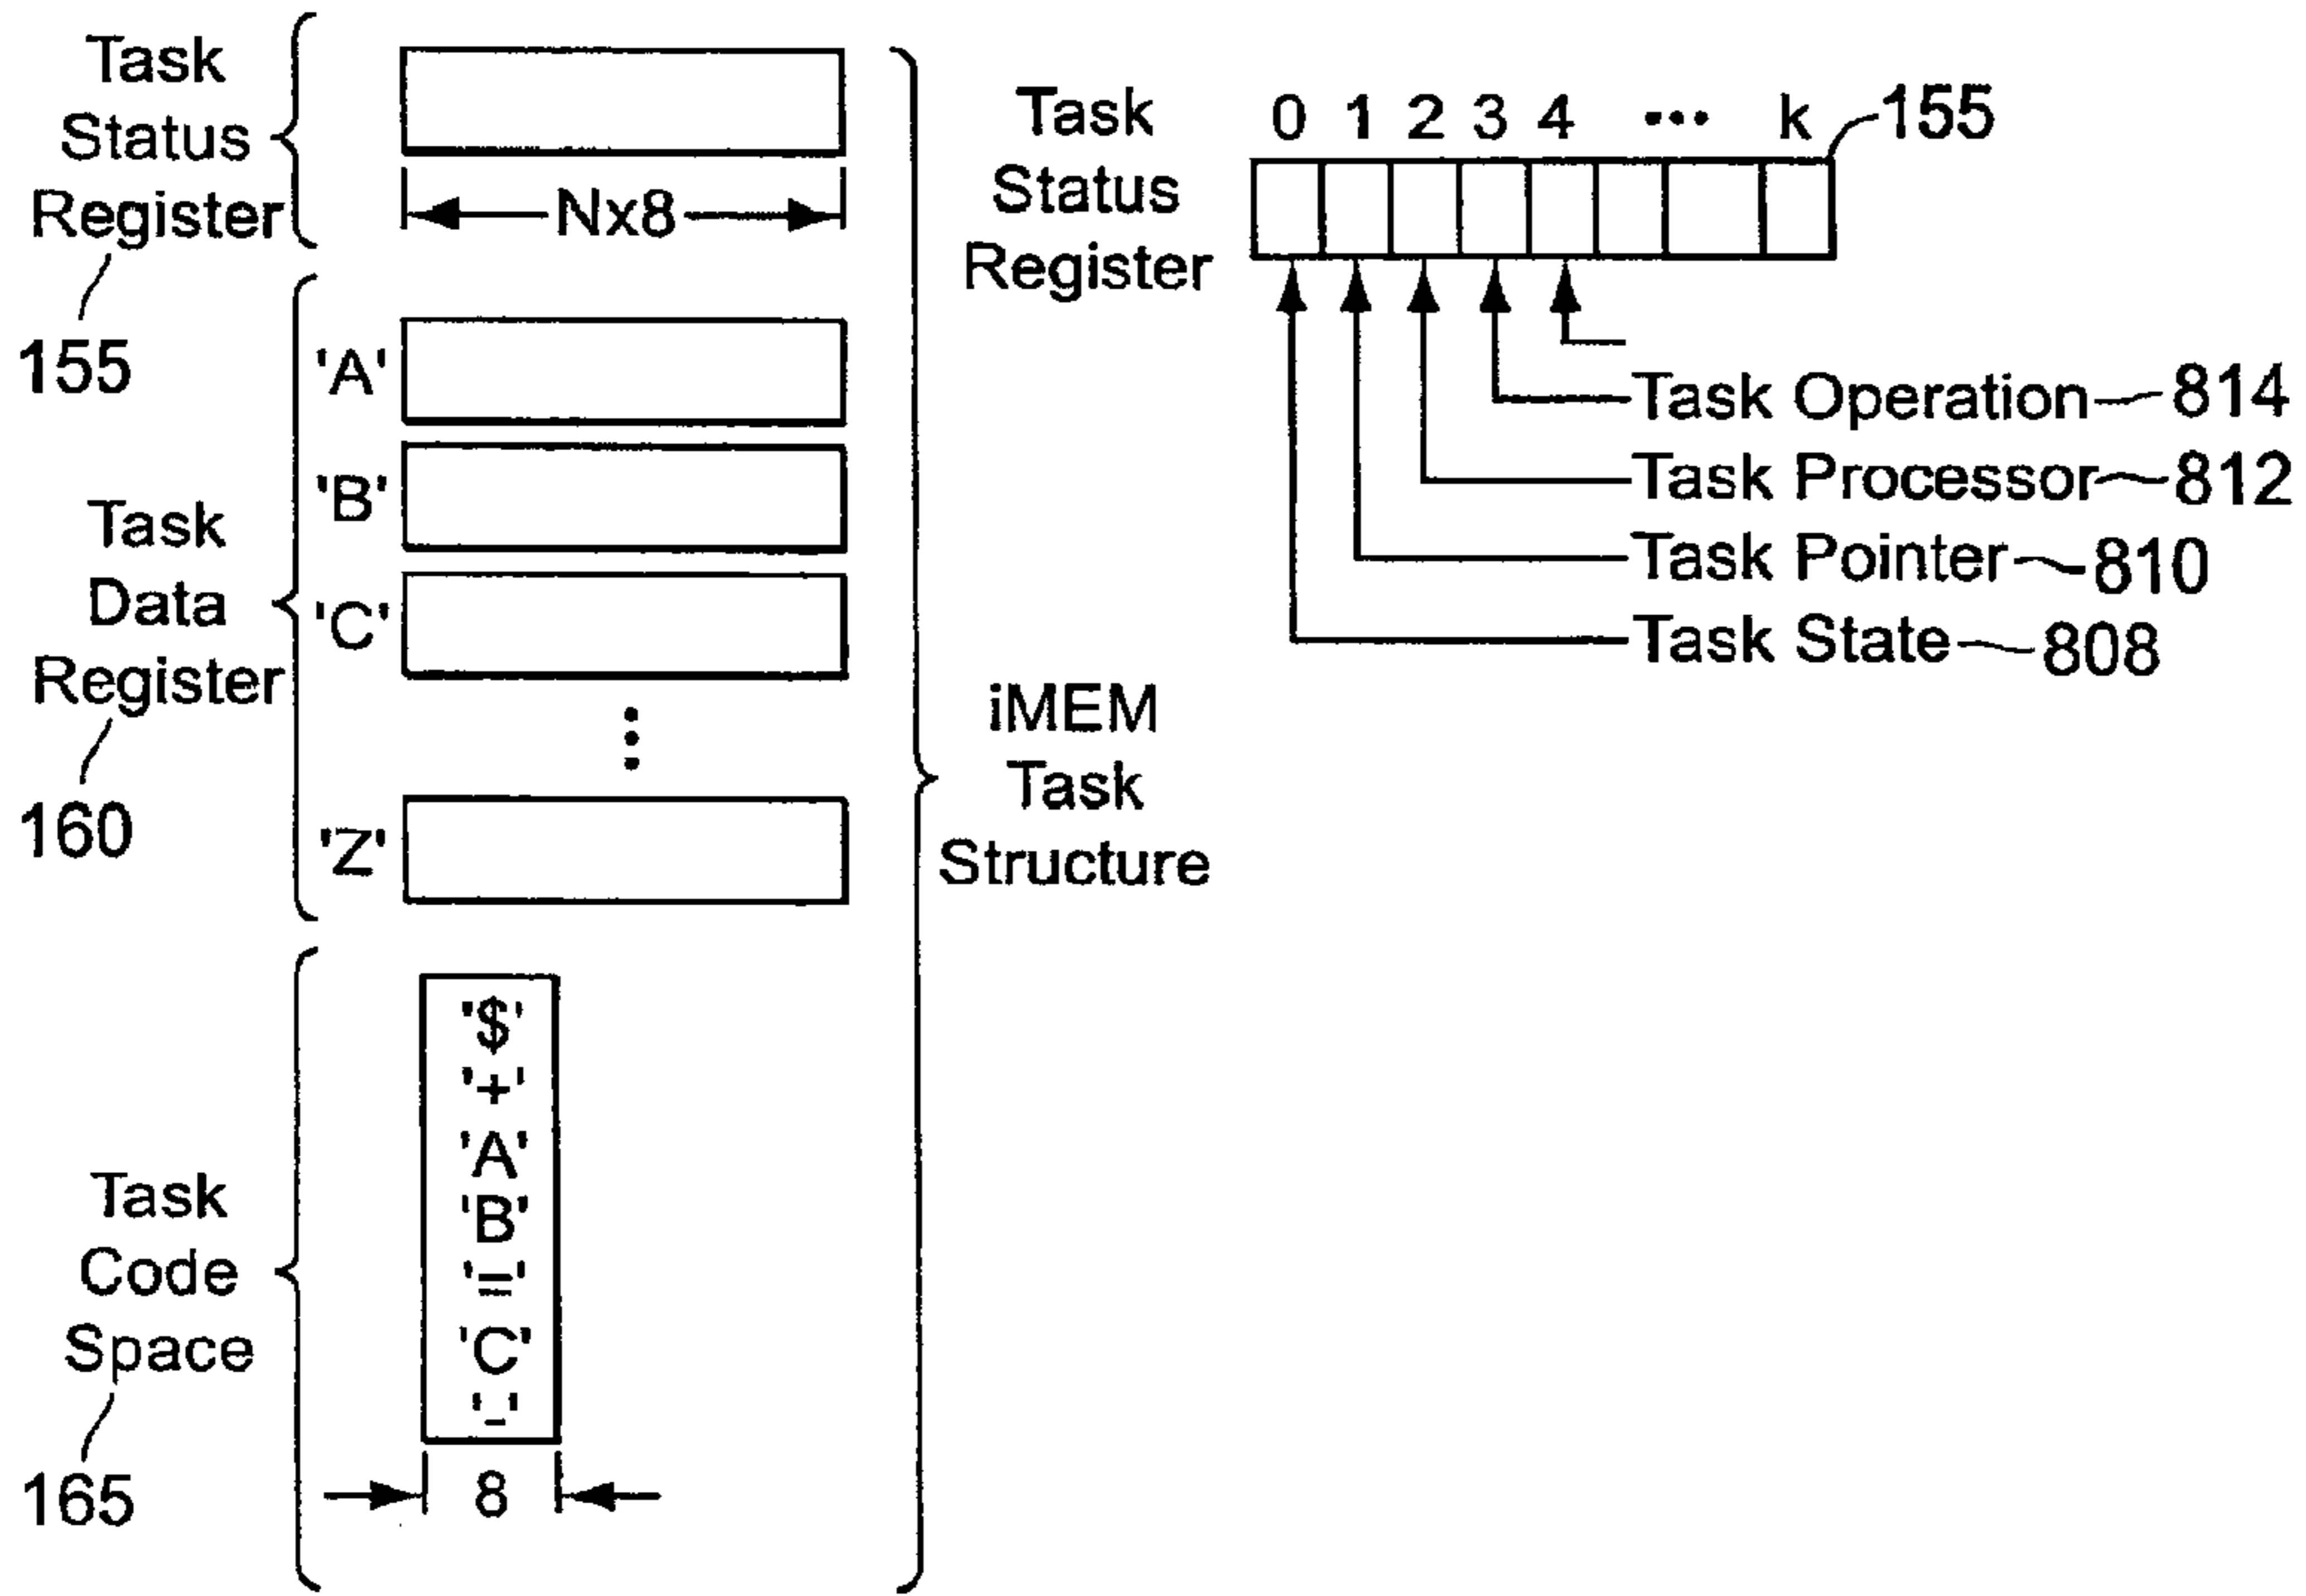 Task
Status
Register
155
Nx8
Task
Data
Register
160
'A'
'B'
'C'
'Z'
Task
Code
Space
165
'$'
'+'
'A'
'B'
'='
'C'
'-'
8
iMEM
Task
Structure
Task
Status
Register
0 1 2 3 4 ••• k 155
Task Operation 814
Task Processor 812
Task Pointer 810
Task State 808